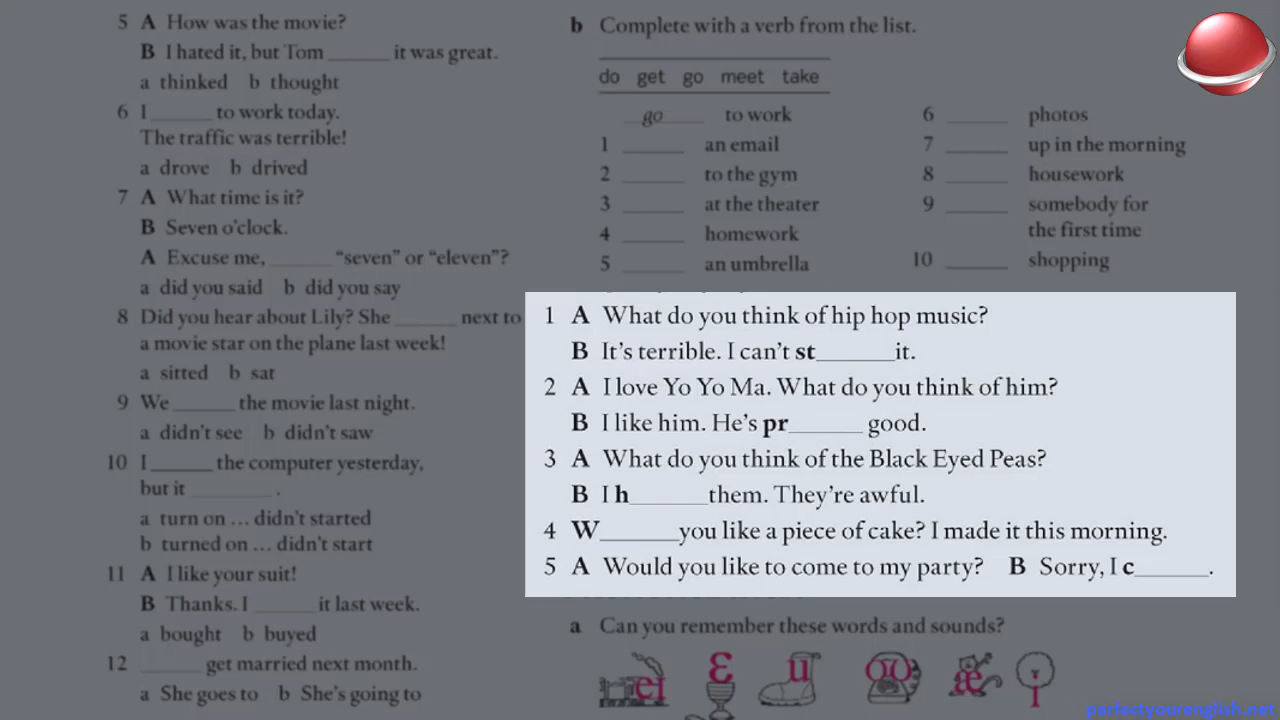 5 A How was the movie?
B I hated it, but Tom ______ it was great.
a thinked b thought
6 I ______ to work today.
The traffic was terrible!
a drove b drived
7 A What time is it?
B Seven o'clock.
A Excuse me, ______ “seven” or “eleven”?
a did you said b did you say
8 Did you hear about Lily? She ______ next to
a movie star on the plane last week!
a sitted b sat
9 We ______ the movie last night.
a didn't see b didn't saw
10 I ______ the computer yesterday,
but it ________ .
a turn on ... didn't started
b turned on ... didn't start
11 A I like your suit!
B Thanks. I ______ it last week.
a bought b buyed
12 ______ get married next month.
a She goes to b She's going to
b Complete with a verb from the list.
do get go meet take
go to work
1 ______ an email
2 ______ to the gym
3 ______ at the theater
4 ______ homework
5 ______ an umbrella
6 ______ photos
7 ______ up in the morning
8 ______ housework
9 ______ somebody for
the first time
10 ______ shopping
1 A What do you think of hip hop music?
B It's terrible. I can't st_______it.
2 A I love Yo Yo Ma. What do you think of him?
B I like him. He's pr_______ good.
3 A What do you think of the Black Eyed Peas?
B I h_______them. They're awful.
4 W_______you like a piece of cake? I made it this morning.
5 A Would you like to come to my party? B Sorry, I c_______.
a Can you remember these words and sounds?
eɪ ɛ u ʊ æ i
perfectyourenglish.net